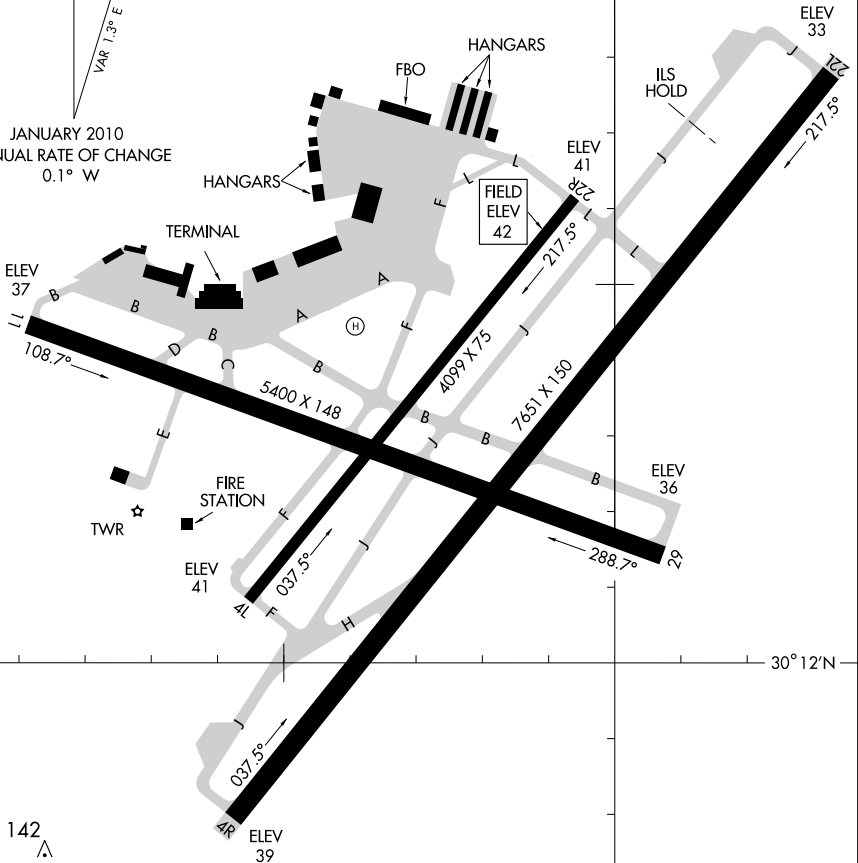 ELEV
33
VAR 1.3° E
HANGARS
FBO
ILS
HOLD
22L
J
217.5°
JANUARY 2010
NUAL RATE OF CHANGE
0.1° W
HANGARS
L
L
ELEV
41
22R
J
FIELD
ELEV
42
F
L
217.5°
L
TERMINAL
ELEV
37
B
B
A
A
H
F
J
11
B
D
C
B
108.7°
4099 X 75
7651 X 150
5400 X 148
B
B
J
E
B
ELEV
36
FIRE
STATION
TWR
F
J
288.7°
29
ELEV
41
037.5°
4L
F
H
30°12'N
J
037.5°
4R
ELEV
39
142